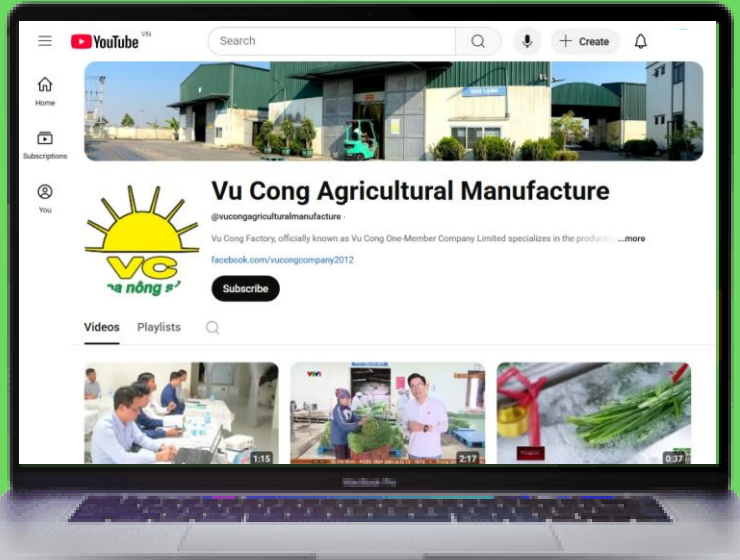 YouTube VN
Search
Create
Home
Subscriptions
You
Vu Cong Agricultural Manufacture
@vucongagriculturalmanufacture ·
Vu Cong Factory, officially known as Vu Cong One-Member Company Limited specializes in the ...more
facebook.com/vucongcompany2012
Subscribe
VC
nông
Videos
Playlists
1:15
VTV1
2:17
0:37
MacBook Pro